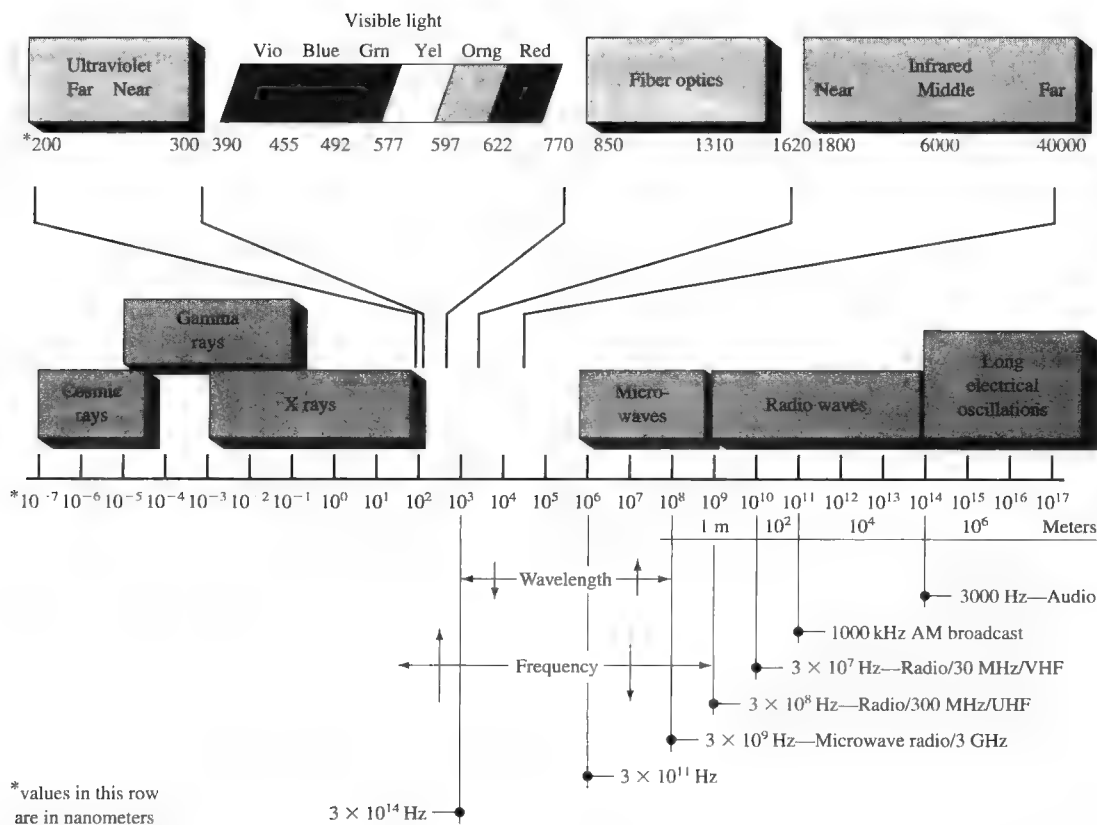 Visible light
Vio Blue Grn Yel Orng Red
Ultraviolet
Far Near
Fiber optics
Infrared
Near Middle Far
*200 300 390 455 492 577 597 622 770 850 1310 1620 1800 6000 40000
Gamma
rays
Cosmic
rays
X rays
Micro-
waves
Radio waves
Long
electrical
oscillations
*10⁻⁷ 10⁻⁶ 10⁻⁵ 10⁻⁴ 10⁻³ 10⁻² 10⁻¹ 10⁰ 10¹ 10² 10³ 10⁴ 10⁵ 10⁶ 10⁷ 10⁸ 10⁹ 10¹⁰ 10¹¹ 10¹² 10¹³ 10¹⁴ 10¹⁵ 10¹⁶ 10¹⁷
1 m 10² 10⁴ 10⁶ Meters
Wavelength
3000 Hz—Audio
1000 kHz AM broadcast
Frequency
3 × 10⁷ Hz—Radio/30 MHz/VHF
3 × 10⁸ Hz—Radio/300 MHz/UHF
3 × 10⁹ Hz—Microwave radio/3 GHz
3 × 10¹¹ Hz
*values in this row
are in nanometers
3 × 10¹⁴ Hz